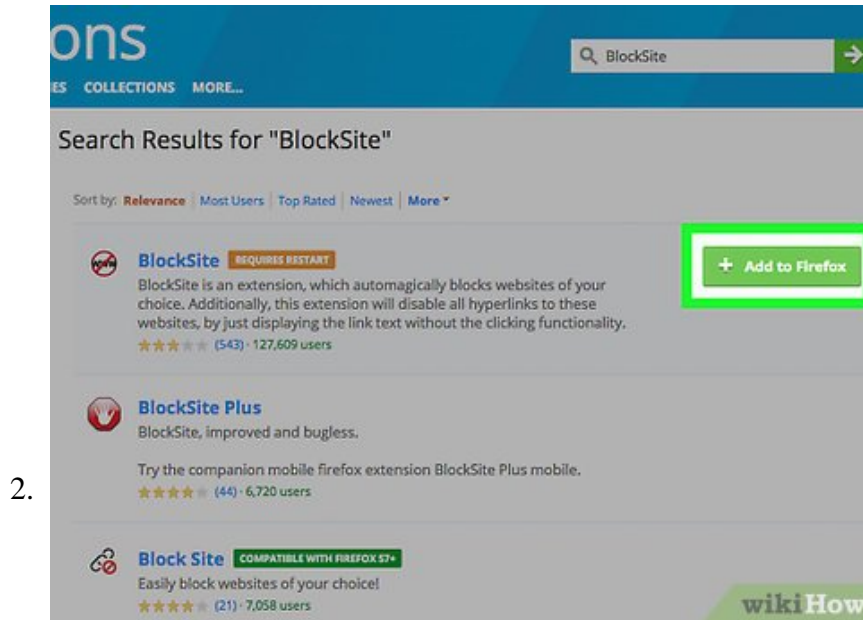 ons
ES COLLECTIONS MORE...
BlockSite
Search Results for "BlockSite"
Sort by: Relevance Most Users Top Rated Newest More
BlockSite REQUIRES RESTART
+ Add to Firefox
BlockSite is an extension, which automagically blocks websites of your
choice. Additionally, this extension will disable all hyperlinks to these
websites, by just displaying the link text without the clicking functionality.
(543) · 127,609 users
BlockSite Plus
BlockSite, improved and bugless.
Try the companion mobile firefox extension BlockSite Plus mobile.
2.
(44) · 6,720 users
Block Site COMPATIBLE WITH FIREFOX 57+
Easily block websites of your choice!
(21) · 7,058 users
wikiHow